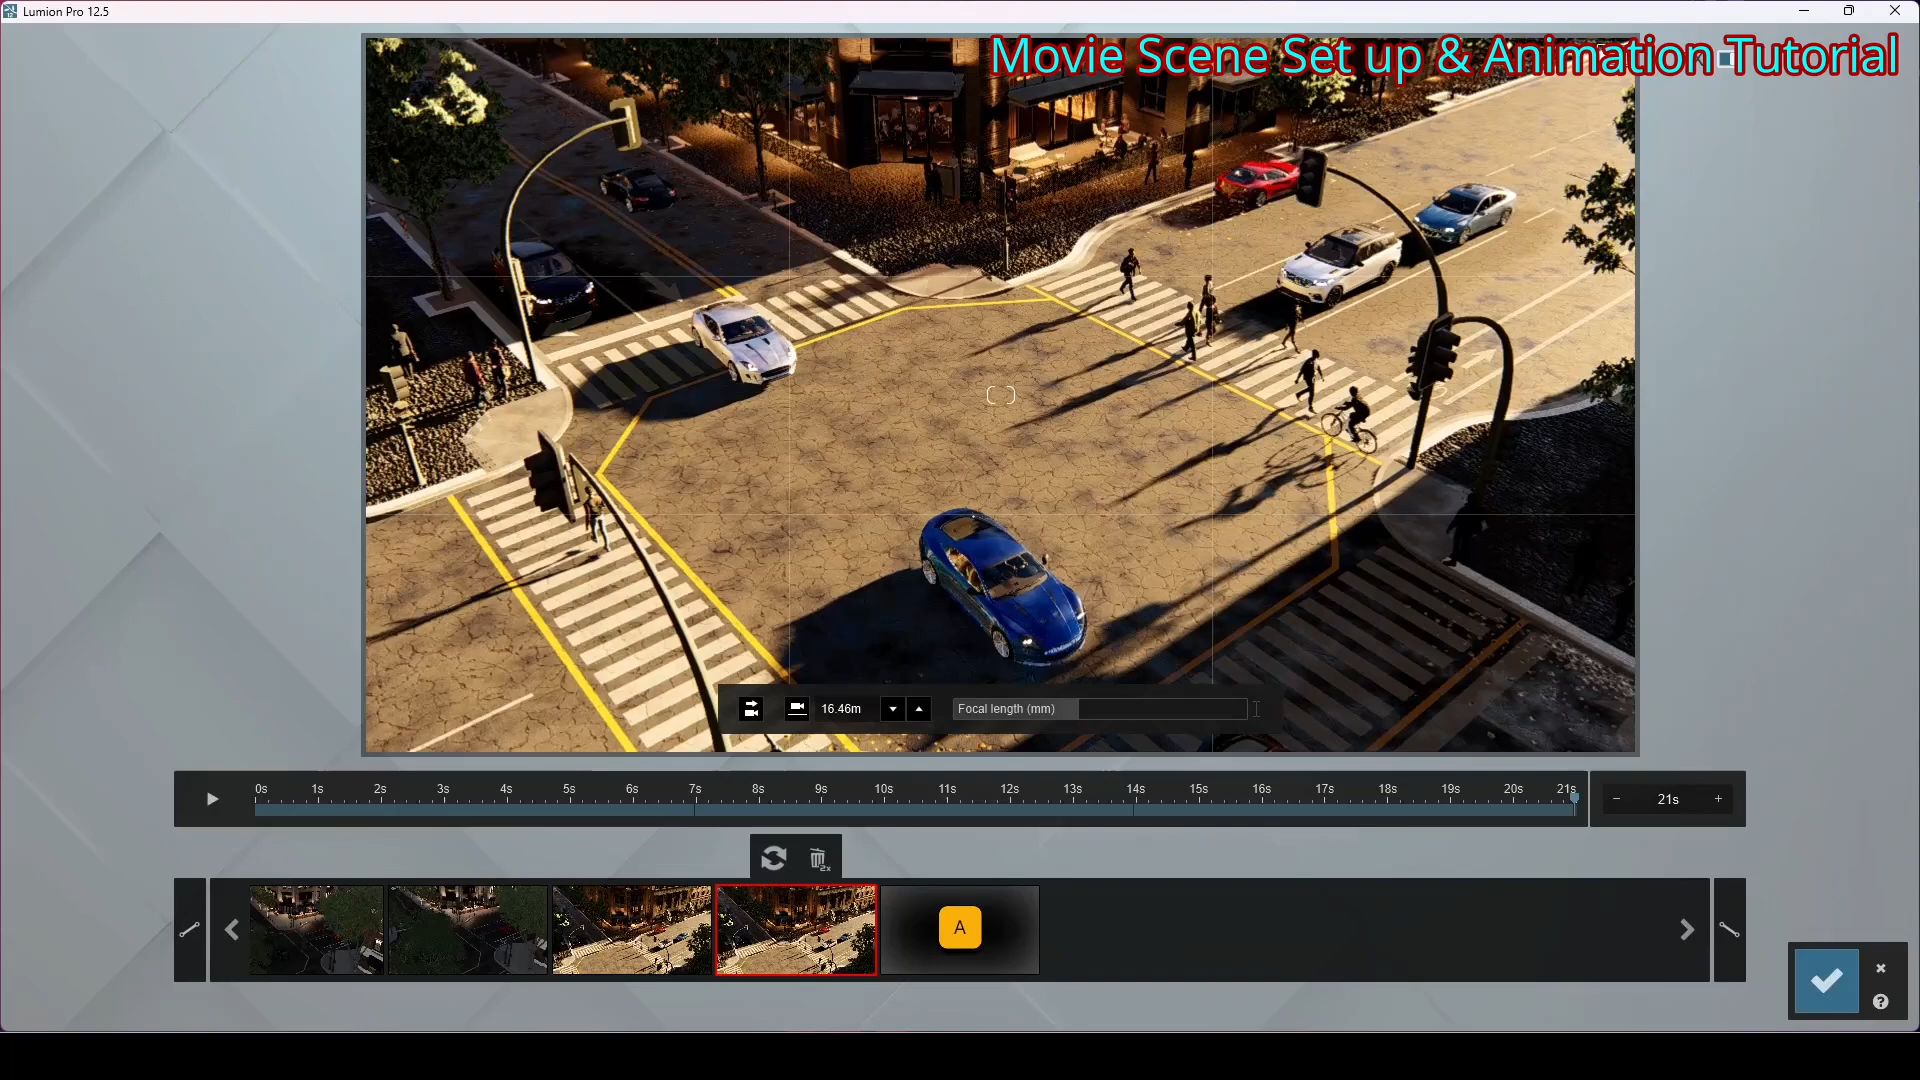 Lumion Pro 12.5
Movie Scene Set up & Animation Tutorial
16.46m
Focal length (mm)
0s 1s 2s 3s 4s 5s 6s 7s 8s 9s 10s 11s 12s 13s 14s 15s 16s 17s 18s 19s 20s 21s
- 21s +
2x
A
?